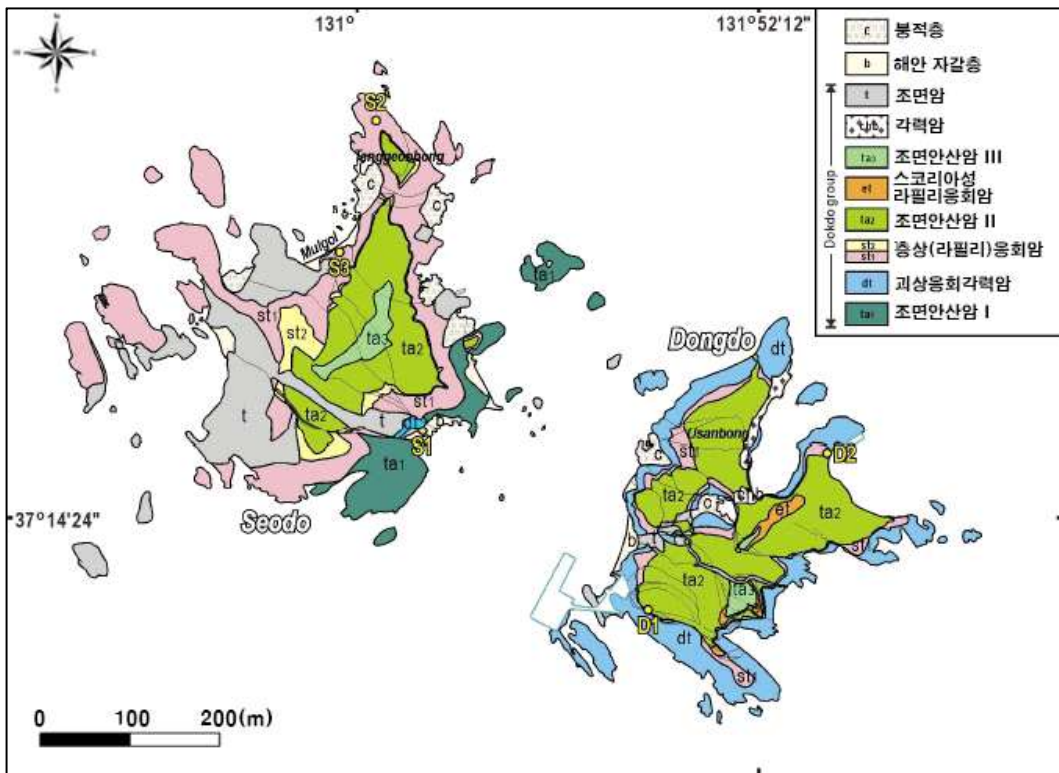 131°
131°52'12"
c 붕적층
b 해안 자갈층
t 조면암
각력암
ta₃ 조면안산암 III
et 스코리아성
라필리응회암
ta₂ 조면안산암 II
st₂
st₁ 층상(라필리)응회암
dt 괴상응회각력암
ta₁ 조면안산암 I
Dokdo group
S2
c
c
Mulgol
S3
ta₁
st₁
st₂
ta₃
ta₂
Dongdo
dt
st₁
t
ta₂
t
b
S1
ta₁
Usanbong
c
st₁
D2
ta₂
c
et
ta₂
Seodo
37°14'24"
b
t
ta₂
ta₃
D1
dt
st₁
0 100 200(m)